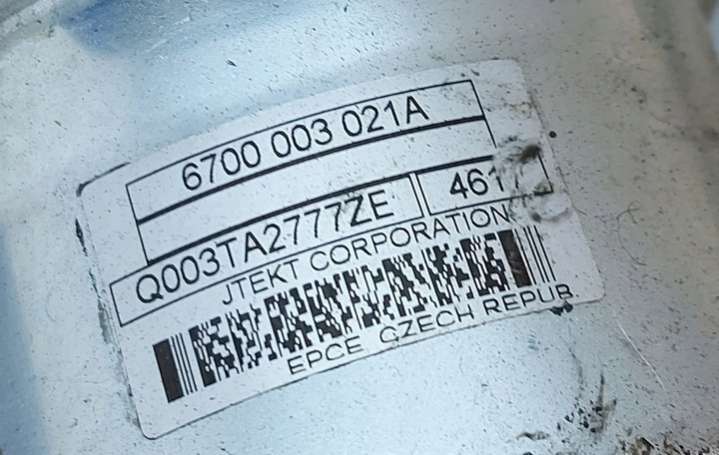 6700 003 021A
Q003TA2777ZE
JTEKT CORPORATION
EPCE CZECH REPUB